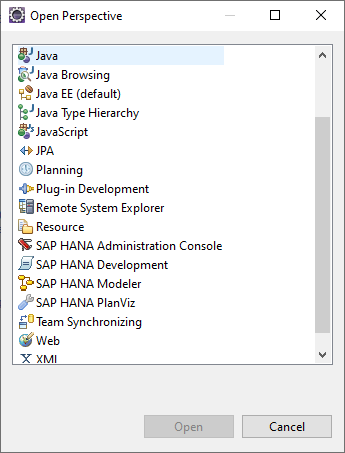 Open Perspective
Java
Java Browsing
Java EE (default)
Java Type Hierarchy
JavaScript
JPA
Planning
Plug-in Development
Remote System Explorer
Resource
SAP HANA Administration Console
SAP HANA Development
SAP HANA Modeler
SAP HANA PlanViz
Team Synchronizing
Web
XML
Open
Cancel